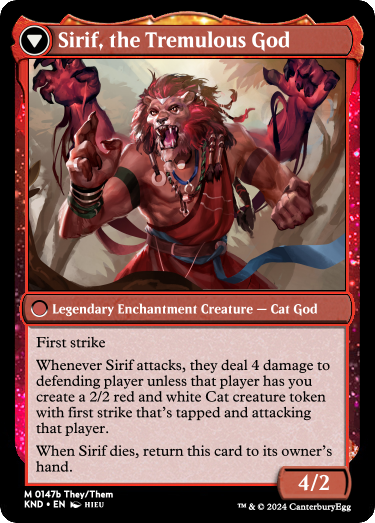 Sirif, the Tremulous God
Legendary Enchantment Creature — Cat God
First strike
Whenever Sirif attacks, they deal 4 damage to
defending player unless that player has you
create a 2/2 red and white Cat creature token
with first strike that's tapped and attacking
that player.
When Sirif dies, return this card to its owner's
hand.
4/2
M 0147b They/Them
KND • EN HIEU
™ & © 2024 CanterburyEgg